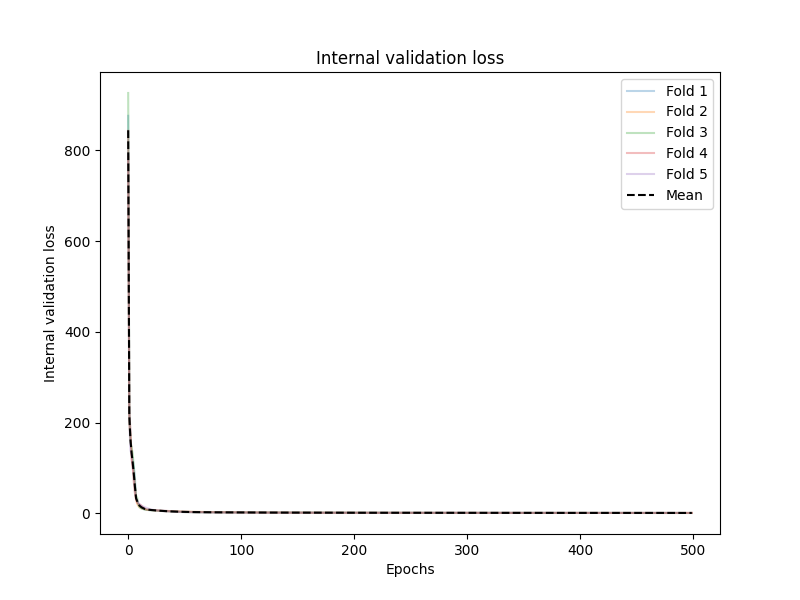 Internal validation loss
Fold 1
Fold 2
Fold 3
Fold 4
Fold 5
Mean
800
600
400
200
0
Internal validation loss
0 100 200 300 400 500
Epochs